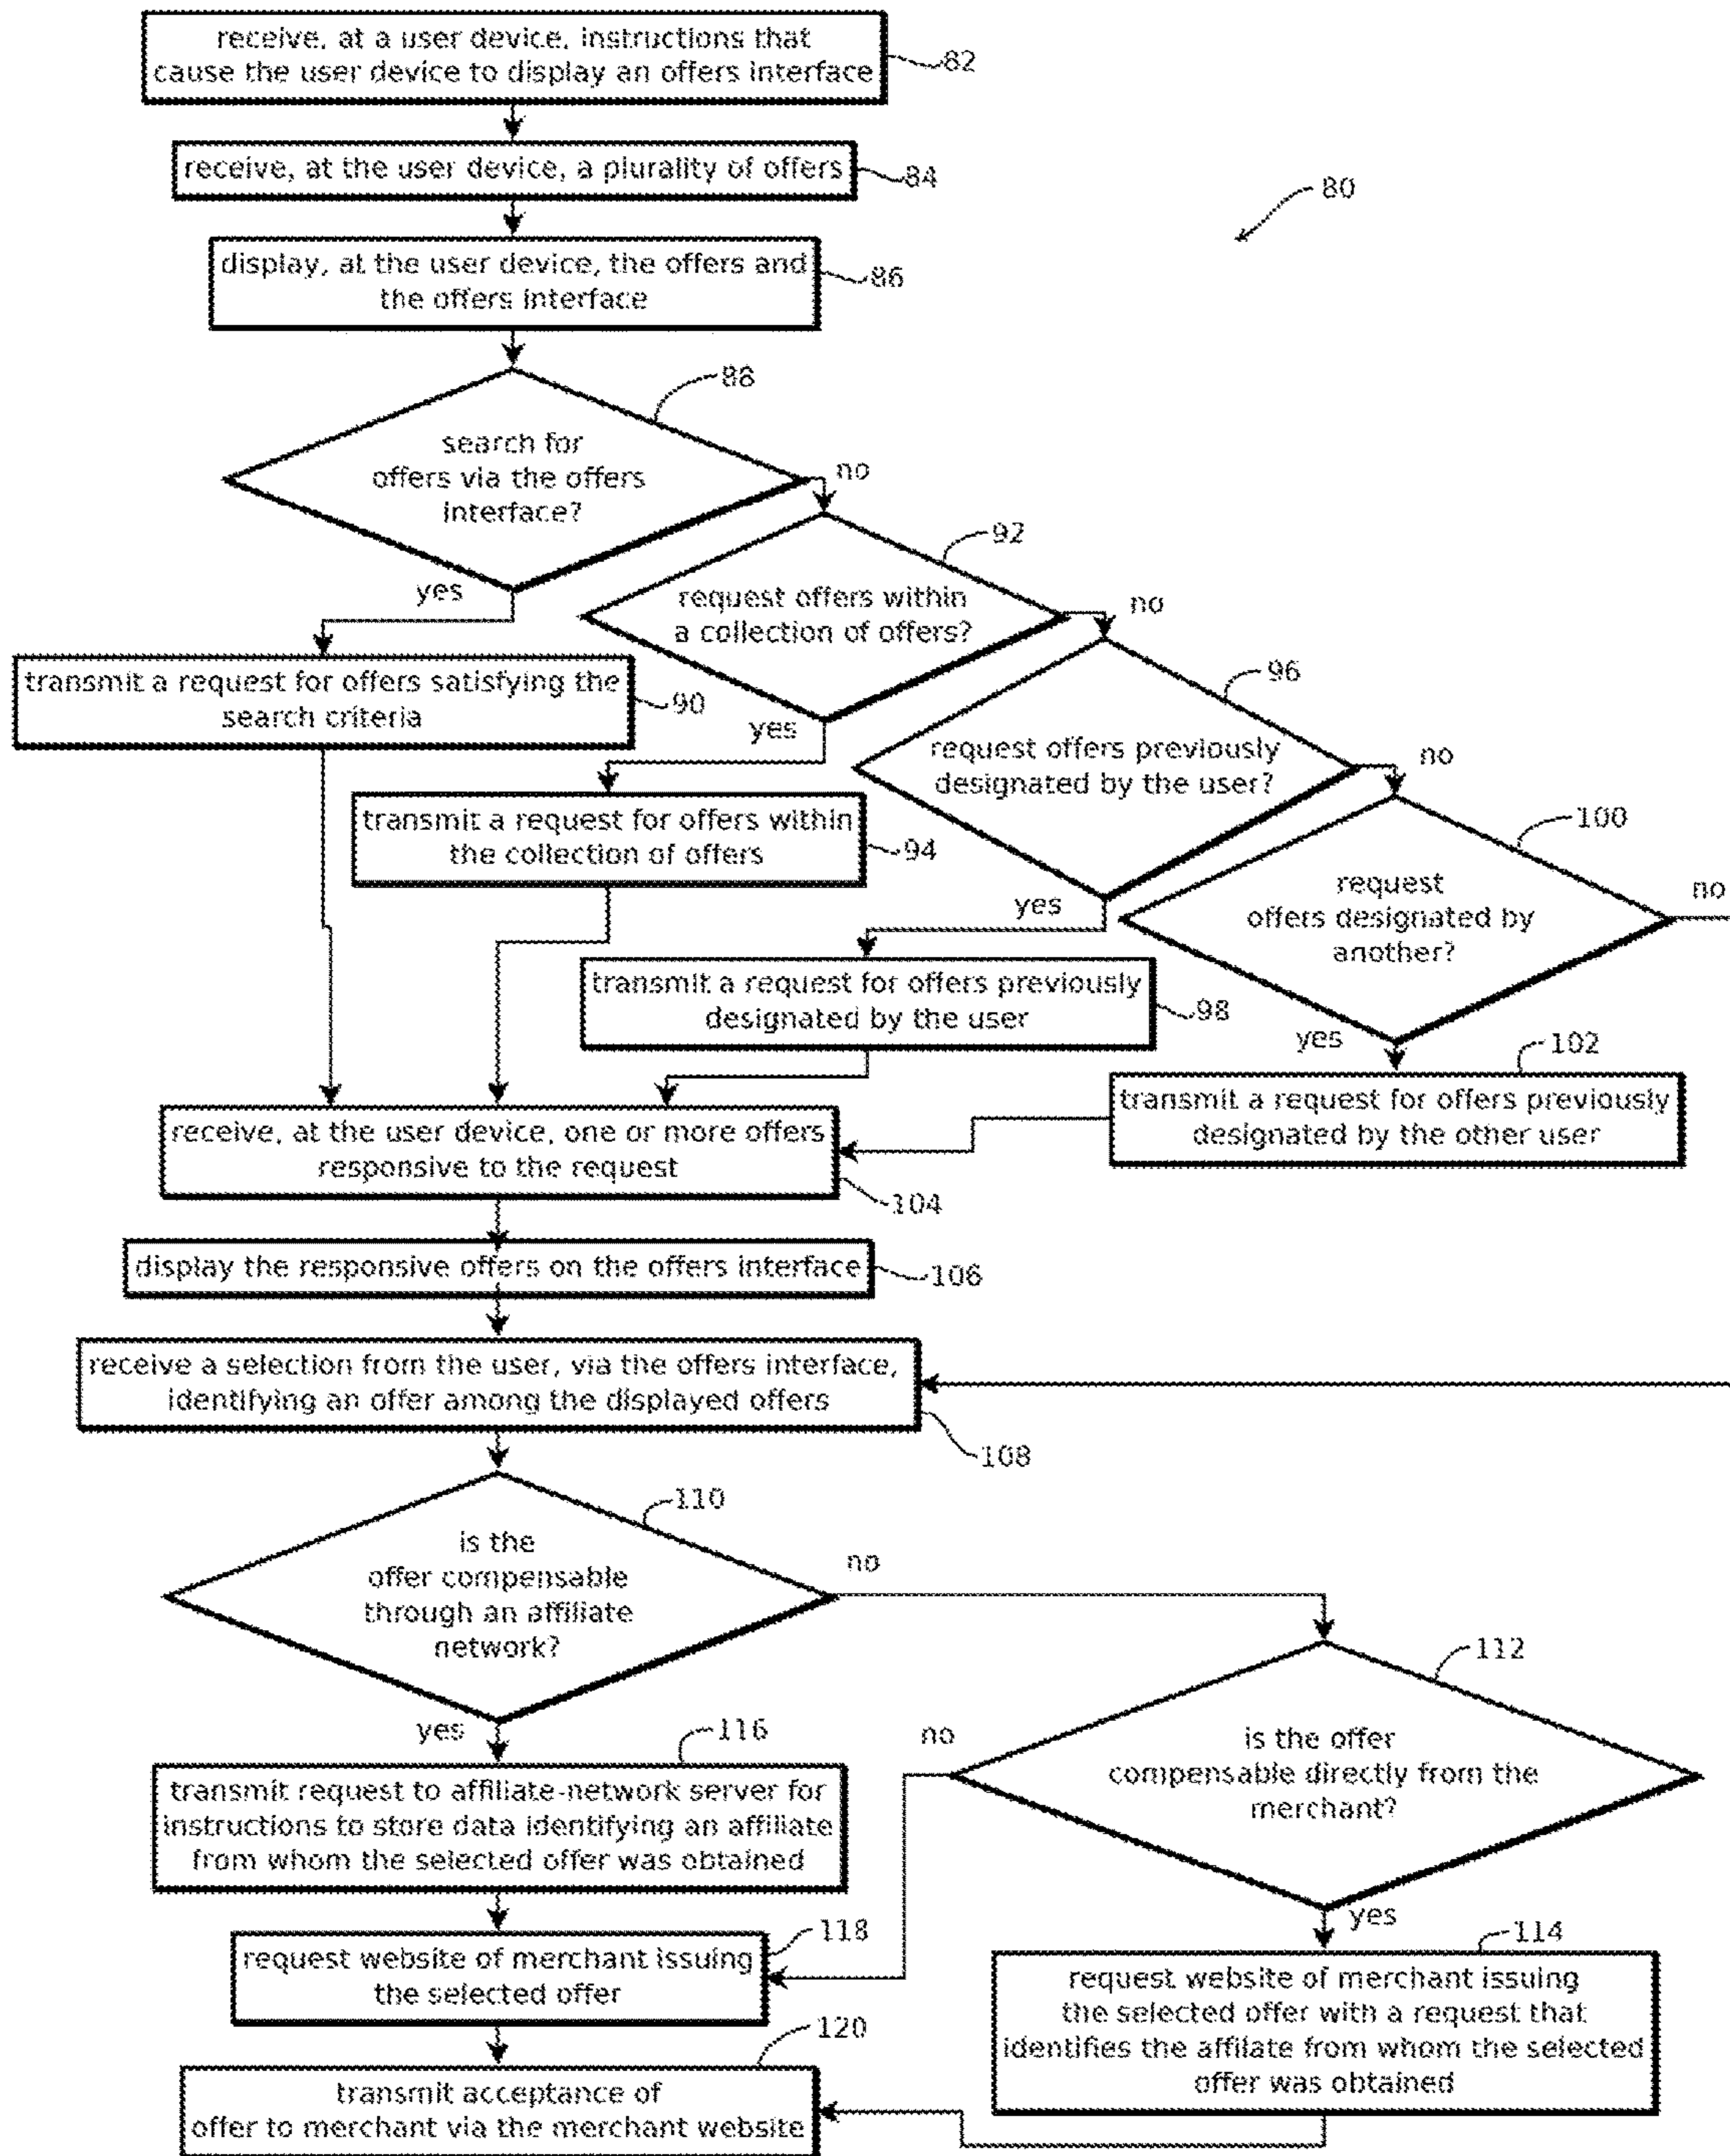 receive, at a user device, instructions that
cause the user device to display an offers interface
82
receive, at the user device, a plurality of offers
84
80
display, at the user device, the offers and
the offers interface
86
88
search for
offers via the offers
interface?
no
yes
92
request offers within
a collection of offers?
no
yes
transmit a request for offers satisfying the
search criteria
90
96
request offers previously
designated by the user?
no
yes
transmit a request for offers within
the collection of offers
94
100
request
offers designated by
another?
no
yes
transmit a request for offers previously
designated by the user
98
102
transmit a request for offers previously
designated by the other user
receive, at the user device, one or more offers
responsive to the request
104
display the responsive offers on the offers interface
106
receive a selection from the user, via the offers interface,
identifying an offer among the displayed offers
108
110
is the
offer compensable
through an affiliate
network?
no
yes
112
is the offer
compensable directly from the
merchant?
no
yes
116
transmit request to affiliate-network server for
instructions to store data identifying an affiliate
from whom the selected offer was obtained
118
request website of merchant issuing
the selected offer
114
request website of merchant issuing
the selected offer with a request that
identifies the affilate from whom the selected
offer was obtained
120
transmit acceptance of
offer to merchant via the merchant website